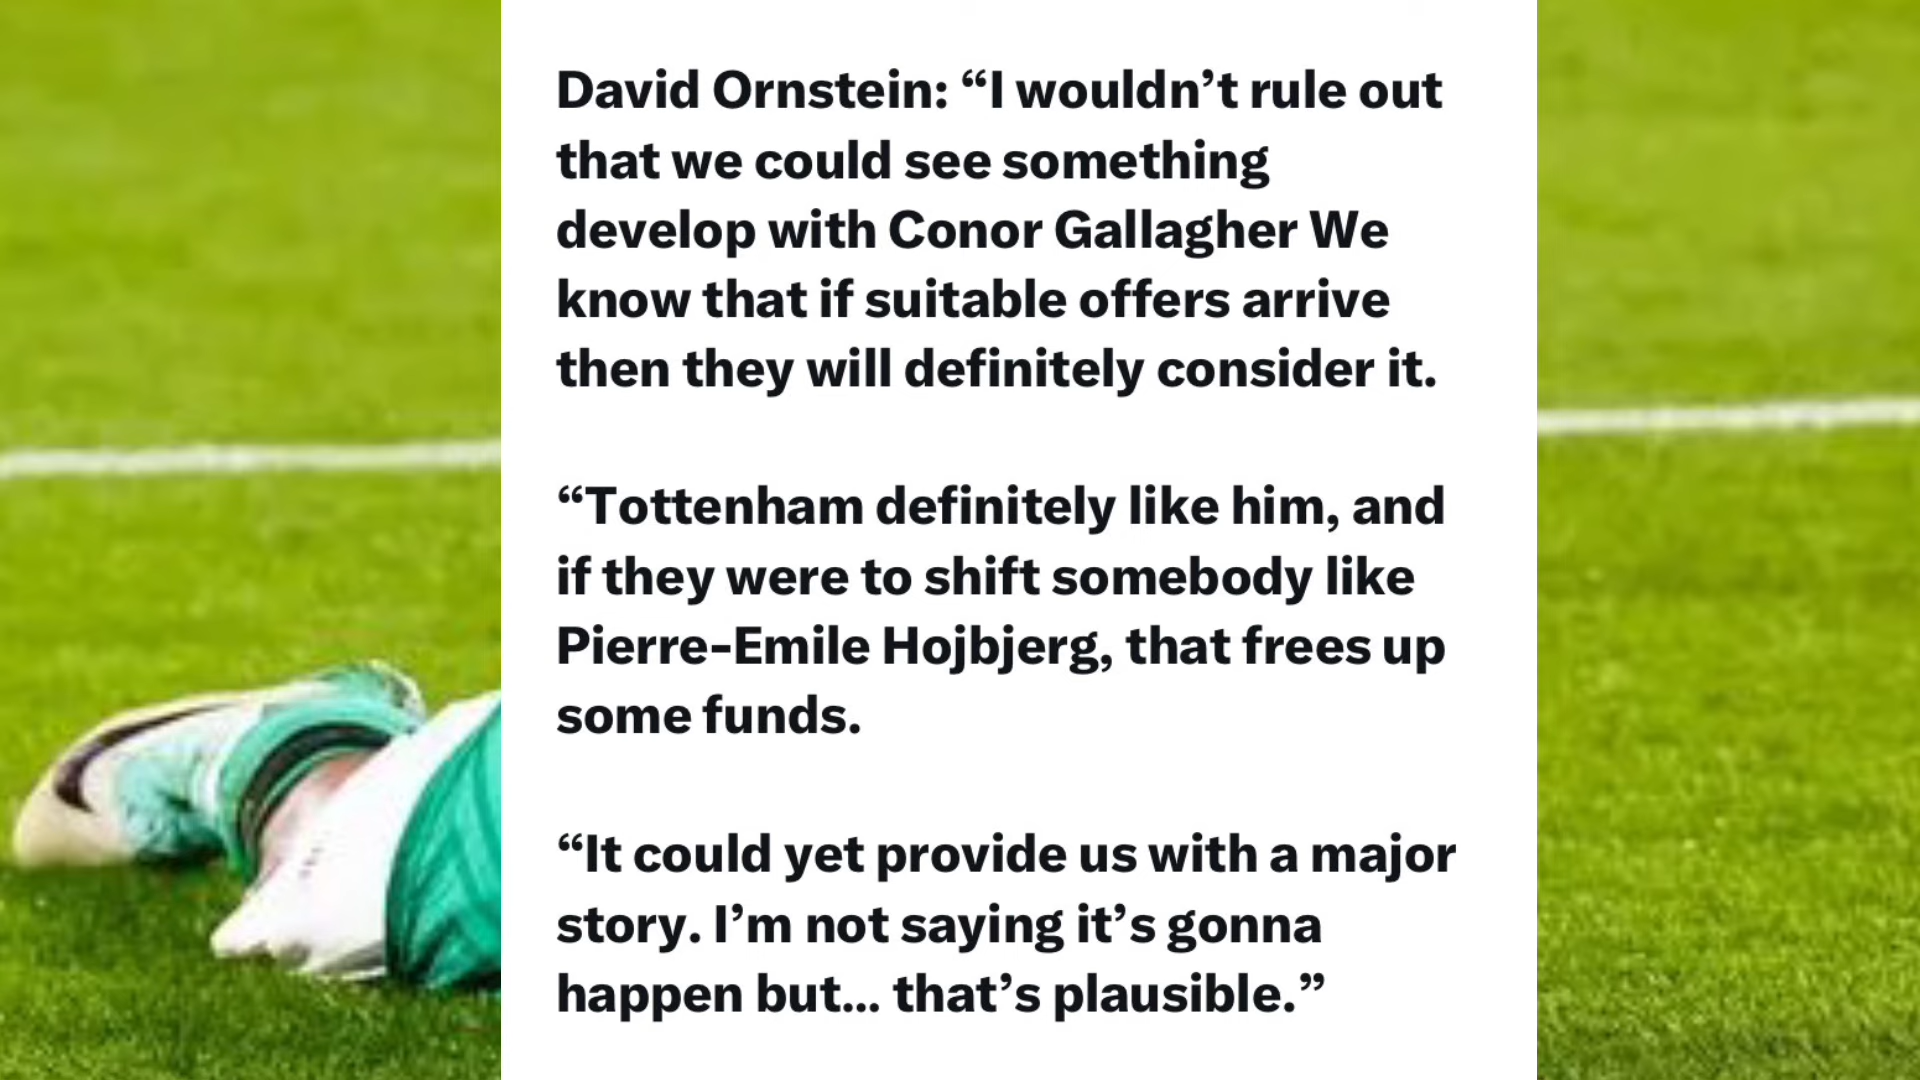 David Ornstein: “I wouldn’t rule out
that we could see something
develop with Conor Gallagher We
know that if suitable offers arrive
then they will definitely consider it.
“Tottenham definitely like him, and
if they were to shift somebody like
Pierre-Emile Hojbjerg, that frees up
some funds.
“It could yet provide us with a major
story. I’m not saying it’s gonna
happen but... that’s plausible.”